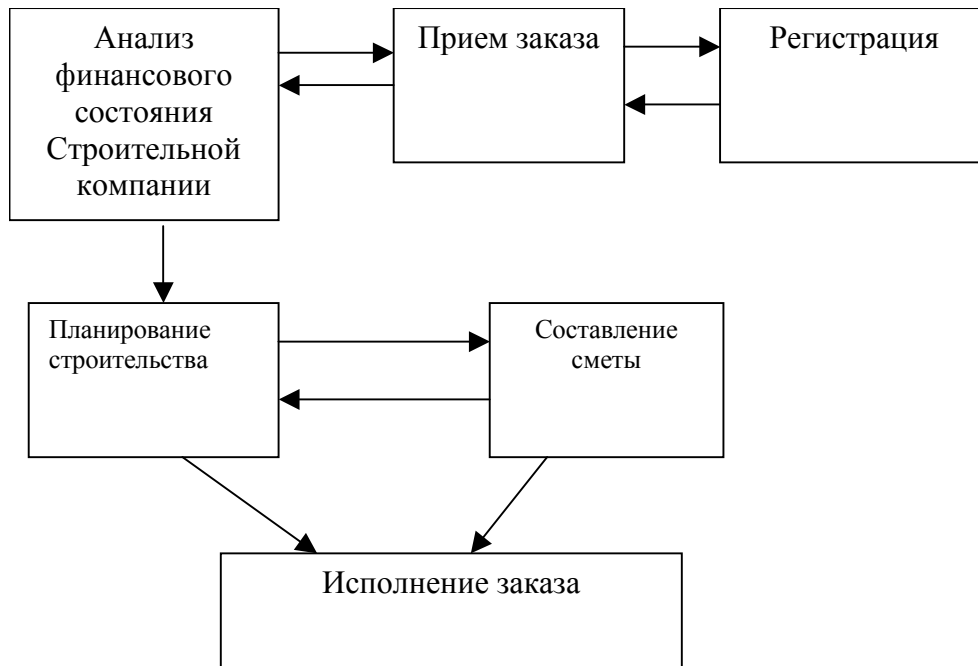 Анализ
финансового
состояния
Строительной
компании
Прием заказа
Регистрация
Планирование
строительства
Составление
сметы
Исполнение заказа